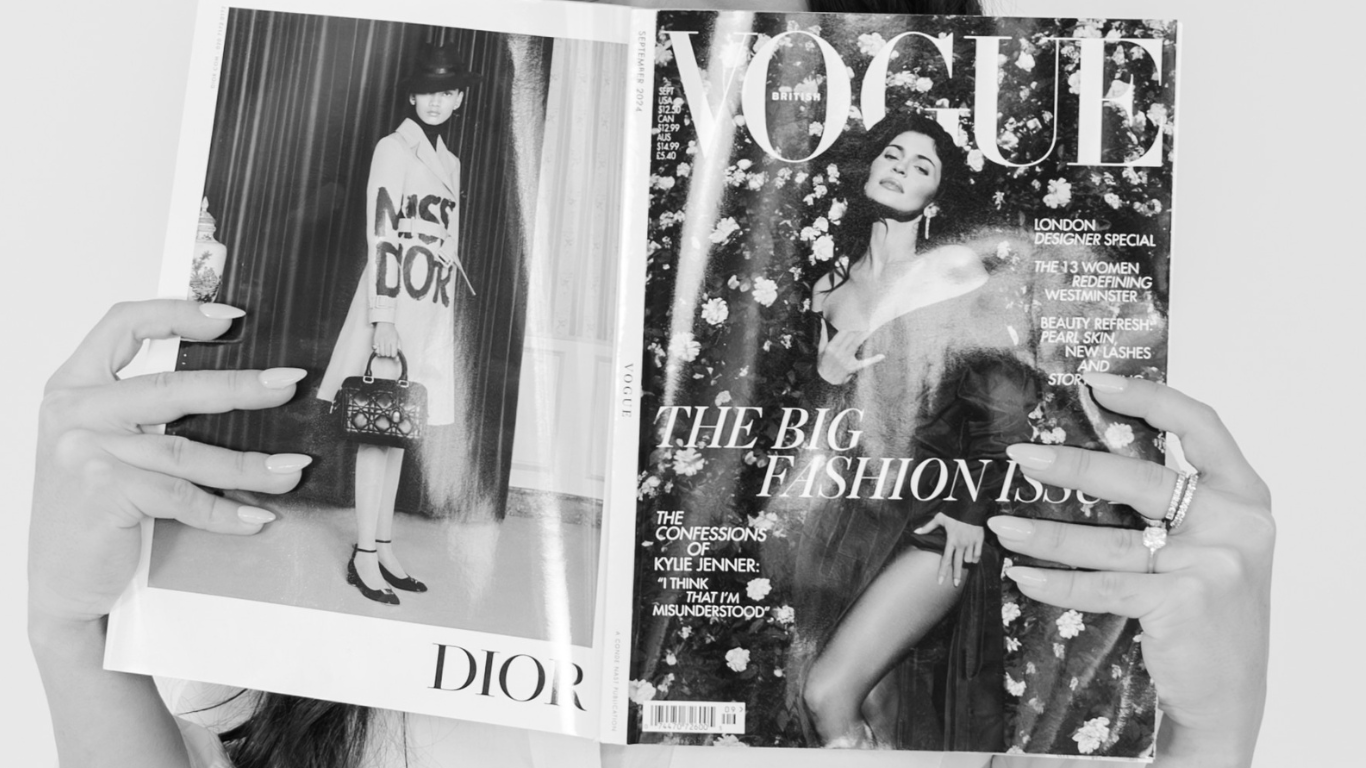 MISS
DIOR
DIOR
SEPTEMBER 2024
VOGUE
A CONDÉ NAST PUBLICATION
VOGUE
BRITISH
SEPT
USA
$12.50
CAN
$12.99
AUS
$14.99
£5.40
LONDON
DESIGNER SPECIAL
THE 13 WOMEN
REDEFINING
WESTMINSTER
BEAUTY REFRESH:
PEARL SKIN,
NEW LASHES
AND
THE BIG
FASHION ISSU
THE
CONFESSIONS
OF
KYLIE JENNER:
"I THINK
THAT I'M
MISUNDERSTOOD"
09